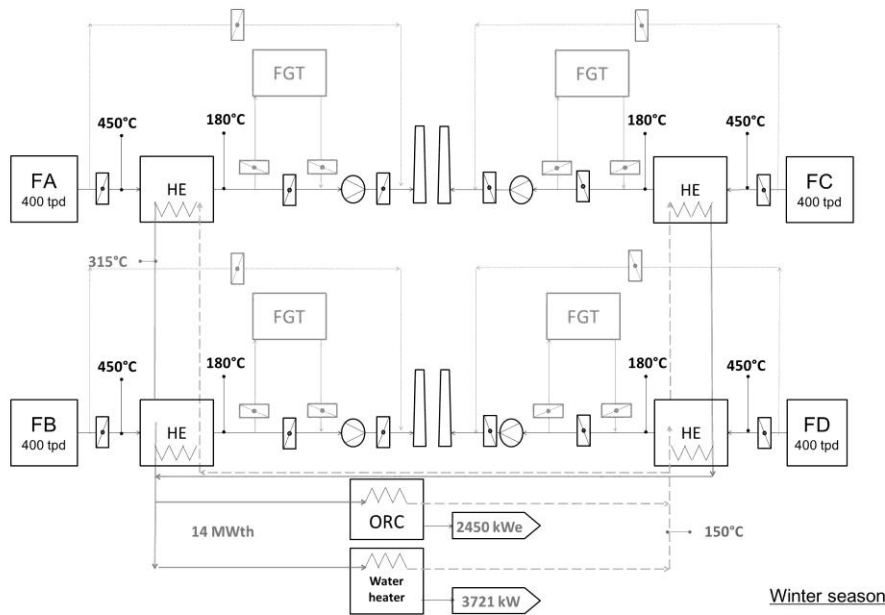 FGT
FGT
450°C
180°C
180°C
450°C
FA
400 tpd
HE
HE
FC
400 tpd
315°C
FGT
FGT
450°C
180°C
180°C
450°C
FB
400 tpd
HE
HE
FD
400 tpd
14 MWth
ORC
2450 kWe
150°C
Water
heater
3721 kW
Winter season